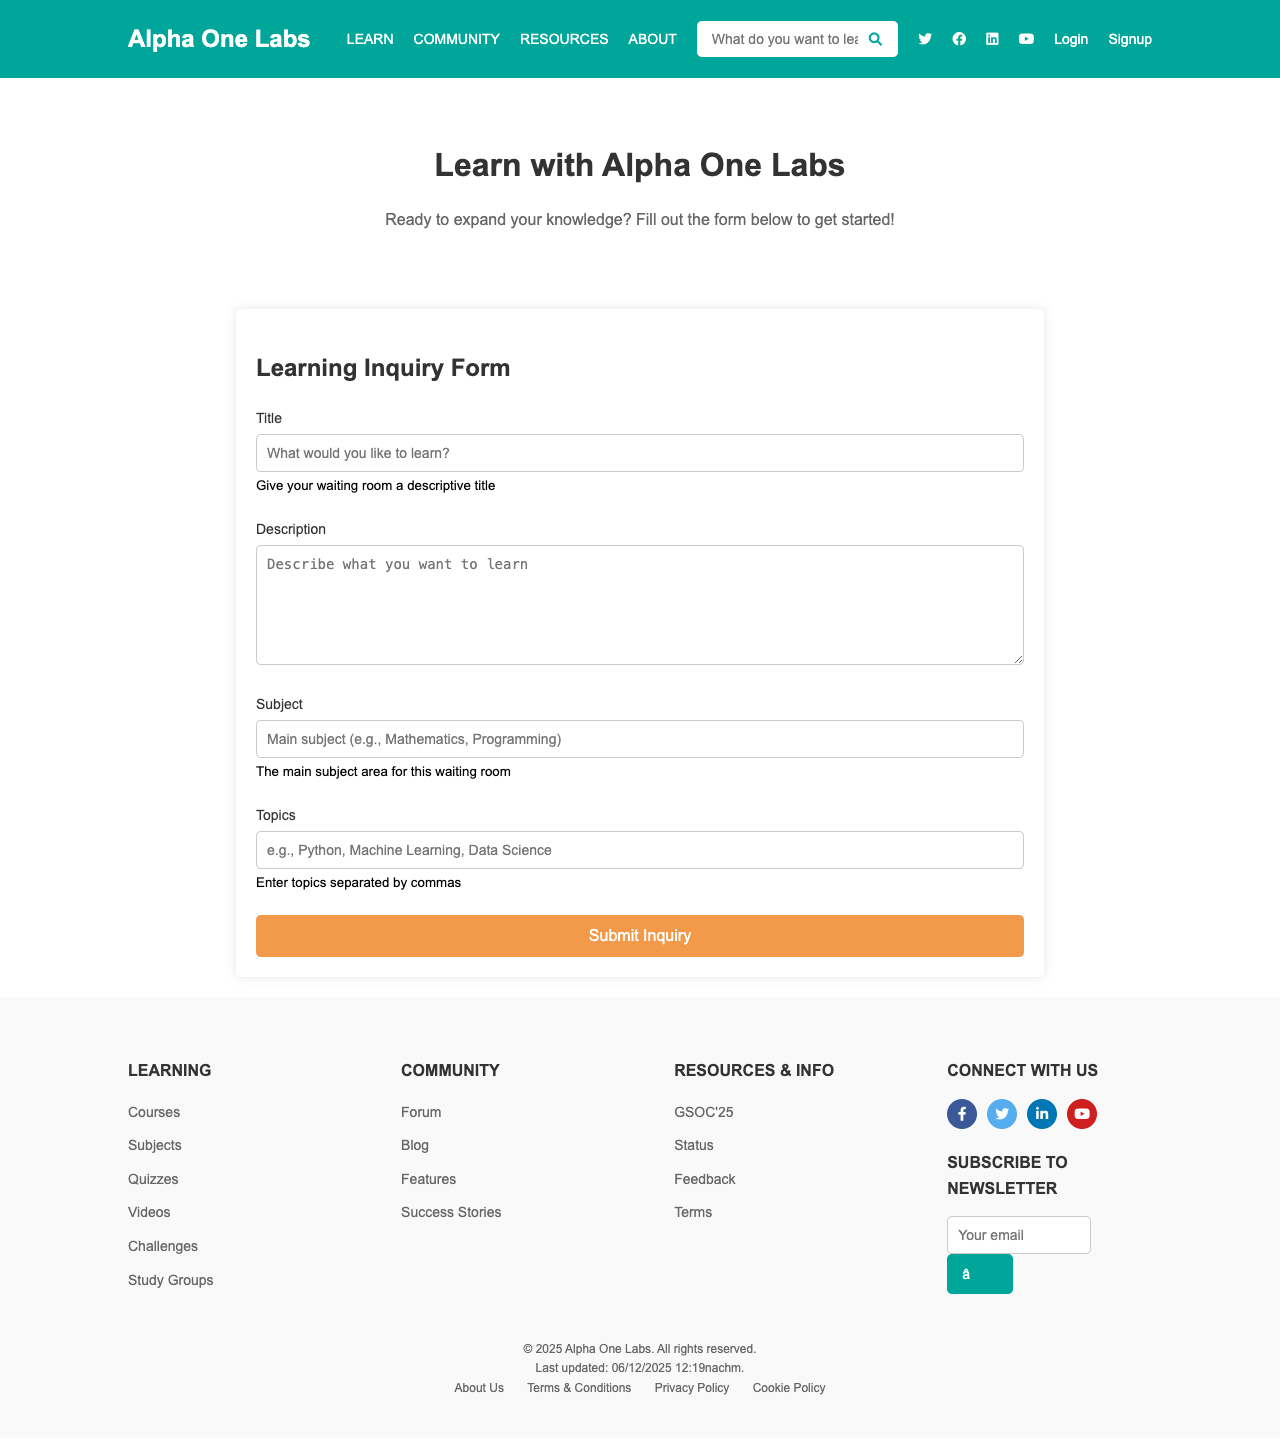 Alpha One Labs LEARN COMMUNITY RESOURCES ABOUT What do you want to lea Login Signup
Learn with Alpha One Labs
Ready to expand your knowledge? Fill out the form below to get started!
Learning Inquiry Form
Title
What would you like to learn?
Give your waiting room a descriptive title
Description
Describe what you want to learn
Subject
Main subject (e.g., Mathematics, Programming)
The main subject area for this waiting room
Topics
e.g., Python, Machine Learning, Data Science
Enter topics separated by commas
Submit Inquiry
LEARNING
Courses
Subjects
Quizzes
Videos
Challenges
Study Groups
COMMUNITY
Forum
Blog
Features
Success Stories
RESOURCES & INFO
GSOC'25
Status
Feedback
Terms
CONNECT WITH US
SUBSCRIBE TO
NEWSLETTER
Your email
â
© 2025 Alpha One Labs. All rights reserved.
Last updated: 06/12/2025 12:19nachm.
About Us Terms & Conditions Privacy Policy Cookie Policy